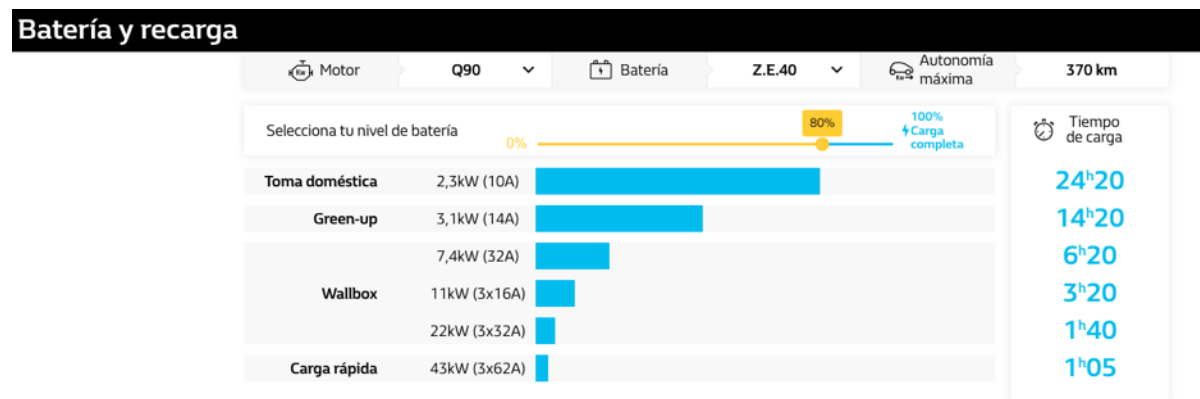 Batería y recarga
Motor Q90 Batería Z.E.40 Autonomía máxima 370 km
Selecciona tu nivel de batería 0% 80% 100% Carga completa Tiempo de carga
Toma doméstica 2,3kW (10A) 24h20
Green-up 3,1kW (14A) 14h20
7,4kW (32A) 6h20
Wallbox 11kW (3x16A) 3h20
22kW (3x32A) 1h40
Carga rápida 43kW (3x62A) 1h05